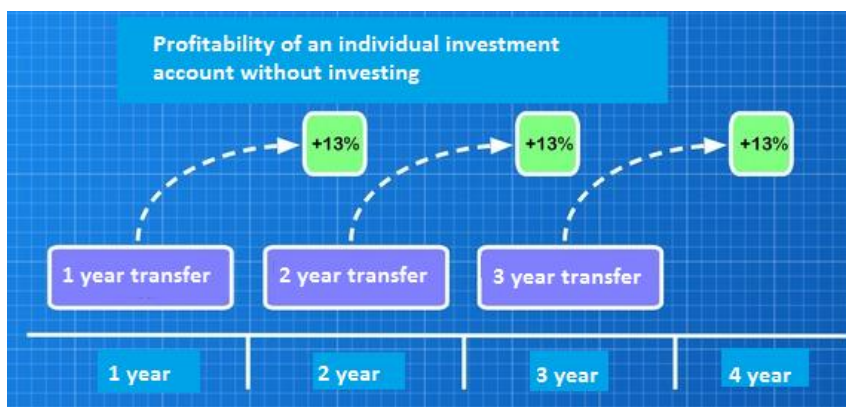 Profitability of an individual investment
account without investing
+13%
+13%
+13%
1 year transfer
2 year transfer
3 year transfer
1 year
2 year
3 year
4 year